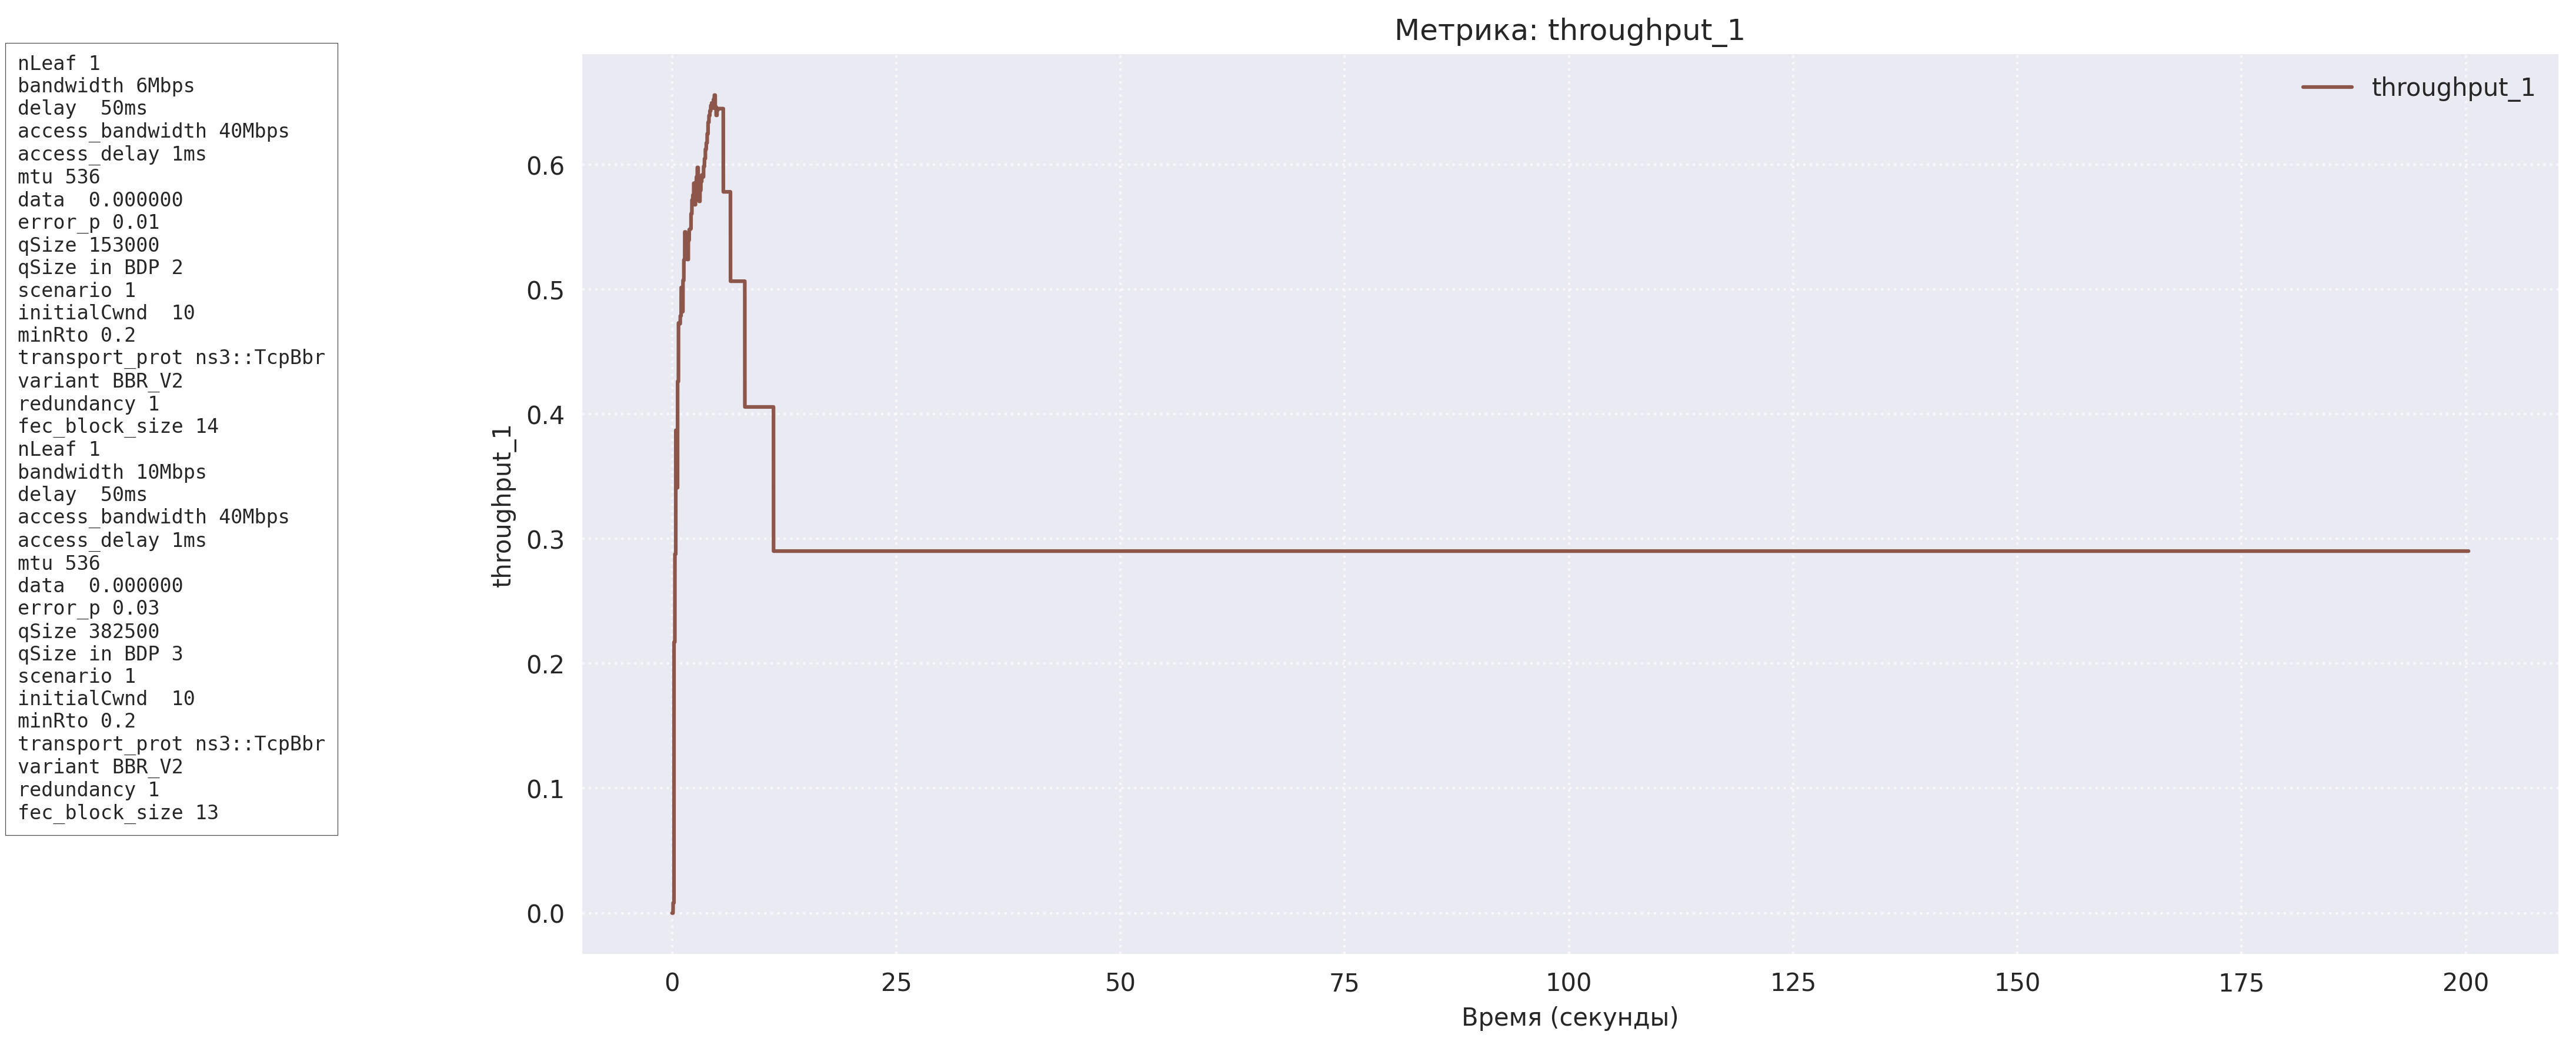 Метрика: throughput_1
nLeaf 1
bandwidth 6Mbps
delay  50ms
access_bandwidth 40Mbps
access_delay 1ms
mtu 536
data  0.000000
error_p 0.01
qSize 153000
qSize in BDP 2
scenario 1
initialCwnd  10
minRto 0.2
transport_prot ns3::TcpBbr
variant BBR_V2
redundancy 1
fec_block_size 14
nLeaf 1
bandwidth 10Mbps
delay  50ms
access_bandwidth 40Mbps
access_delay 1ms
mtu 536
data  0.000000
error_p 0.03
qSize 382500
qSize in BDP 3
scenario 1
initialCwnd  10
minRto 0.2
transport_prot ns3::TcpBbr
variant BBR_V2
redundancy 1
fec_block_size 13
throughput_1
throughput_1
0.6
0.5
0.4
0.3
0.2
0.1
0.0
0
25
50
75
100
125
150
175
200
Время (секунды)